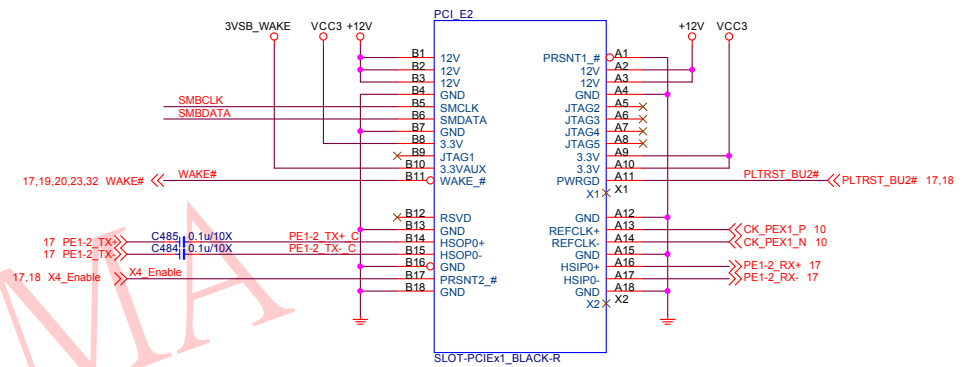 PCI_E2
3VSB_WAKE VCC3 +12V +12V VCC3
B1 12V PRSNT1_# A1
B2 12V 12V A2
B3 12V 12V A3
B4 GND GND A4
SMBCLK B5 SMCLK JTAG2 A5
SMBDATA B6 SMDATA JTAG3 A6
B7 GND JTAG4 A7
B8 3.3V JTAG5 A8
B9 JTAG1 3.3V A9
B10 3.3VAUX 3.3V A10
17,19,20,23,32 WAKE# WAKE# B11 WAKE_# PWRGD A11 PLTRST_BU2# PLTRST_BU2# 17,18
X1 X1
B12 RSVD GND A12
B13 GND REFCLK+ A13 CK_PEX1_P 10
17 PE1-2_TX+ C485 0.1u/10X PE1-2_TX+_C B14 HSOP0+ REFCLK- A14 CK_PEX1_N 10
17 PE1-2_TX- C484 0.1u/10X PE1-2_TX-_C B15 HSOP0- GND A15
B16 GND HSIP0+ A16 PE1-2_RX+ 17
17,18 X4_Enable X4_Enable B17 PRSNT2_# HSIP0- A17 PE1-2_RX- 17
B18 GND GND A18
X2 X2
SLOT-PCIEx1_BLACK-R
MA